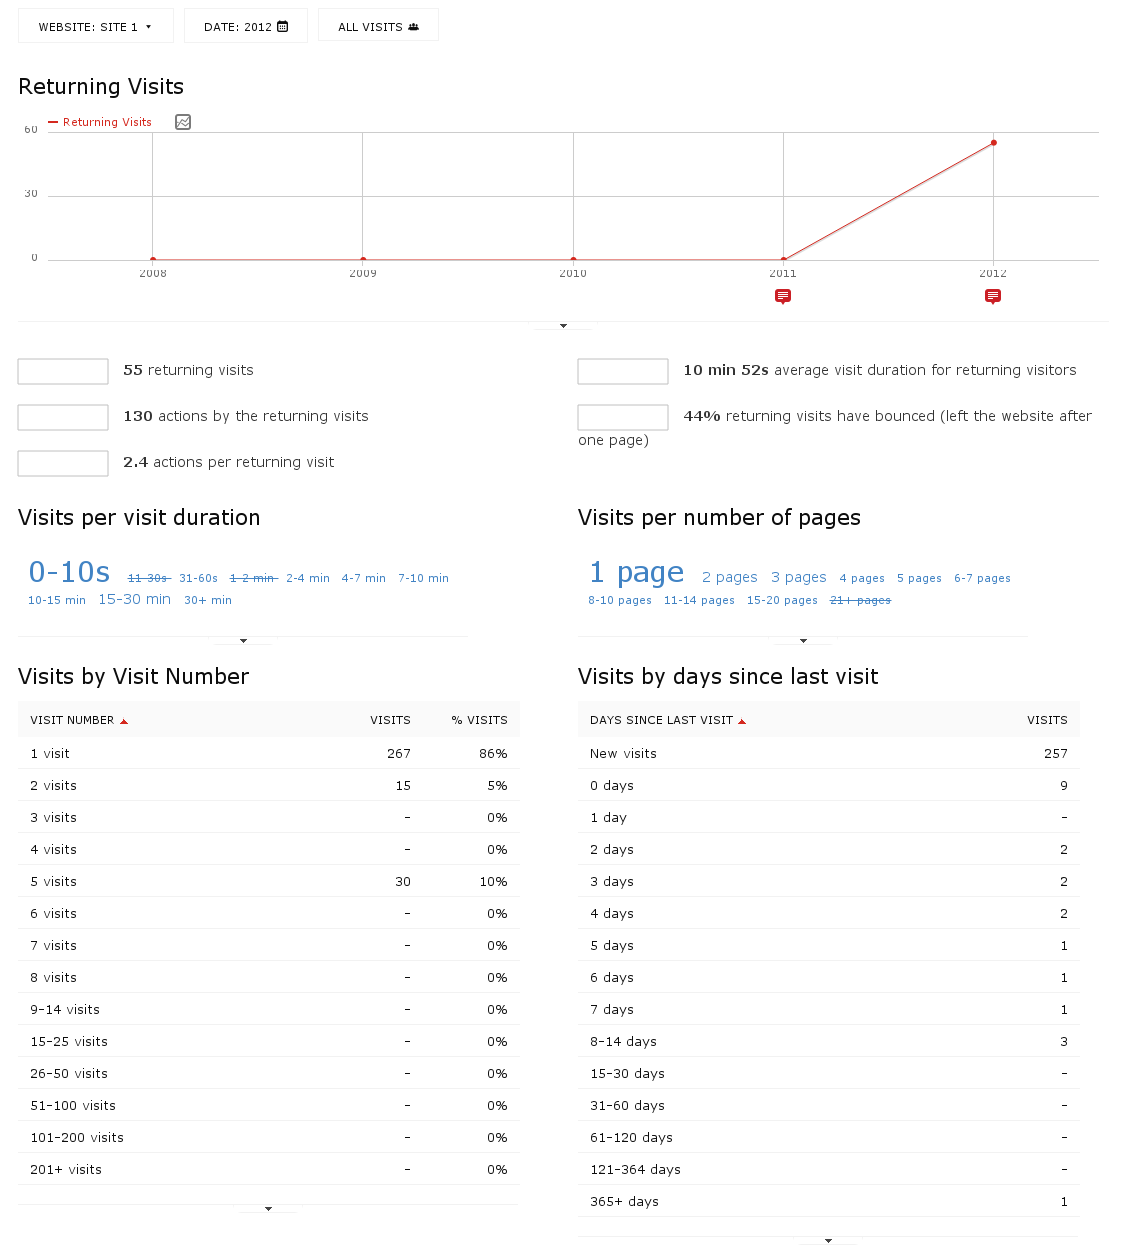 WEBSITE: SITE 1
DATE: 2012
ALL VISITS
Returning Visits
Returning Visits
60
30
0
2008 2009 2010 2011 2012
55 returning visits
130 actions by the returning visits
2.4 actions per returning visit
10 min 52s average visit duration for returning visitors
44% returning visits have bounced (left the website after
one page)
Visits per visit duration
0-10s 11-30s 31-60s 1-2 min 2-4 min 4-7 min 7-10 min
10-15 min 15-30 min 30+ min
Visits per number of pages
1 page 2 pages 3 pages 4 pages 5 pages 6-7 pages
8-10 pages 11-14 pages 15-20 pages 21+ pages
Visits by Visit Number
VISIT NUMBER VISITS % VISITS
1 visit 267 86%
2 visits 15 5%
3 visits - 0%
4 visits - 0%
5 visits 30 10%
6 visits - 0%
7 visits - 0%
8 visits - 0%
9-14 visits - 0%
15-25 visits - 0%
26-50 visits - 0%
51-100 visits - 0%
101-200 visits - 0%
201+ visits - 0%
Visits by days since last visit
DAYS SINCE LAST VISIT VISITS
New visits 257
0 days 9
1 day -
2 days 2
3 days 2
4 days 2
5 days 1
6 days 1
7 days 1
8-14 days 3
15-30 days -
31-60 days -
61-120 days -
121-364 days -
365+ days 1